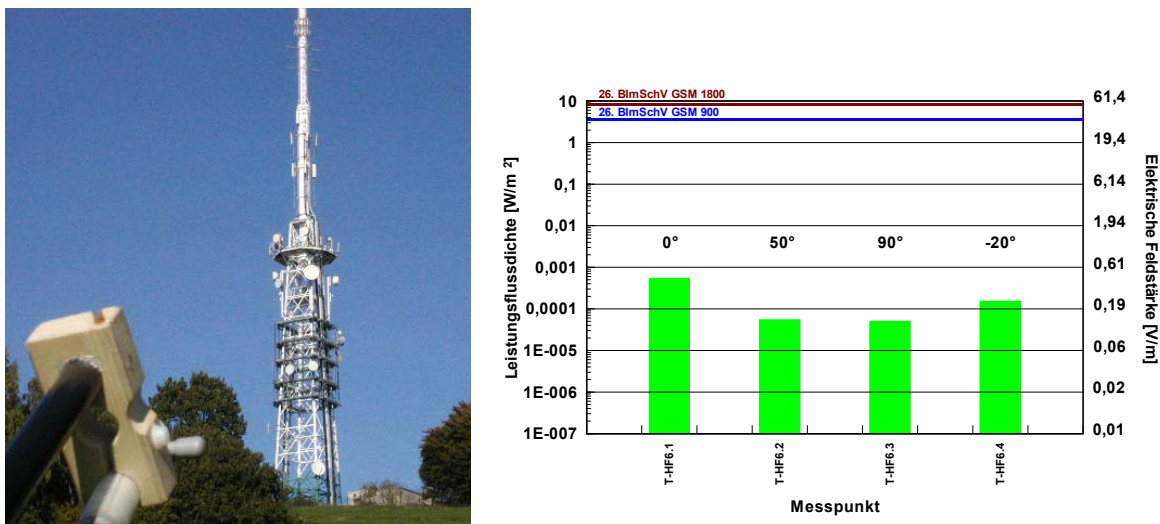 26. BImSchV GSM 1800
26. BImSchV GSM 900
Leistungsflussdichte [W/m ²]
10
1
0,1
0,01
0,001
0,0001
1E-005
1E-006
1E-007
0°
50°
90°
-20°
61,4
19,4
6,14
1,94
0,61
0,19
0,06
0,02
0,01
Elektrische Feldstärke [V/m]
T-HF6.1
T-HF6.2
T-HF6.3
T-HF6.4
Messpunkt